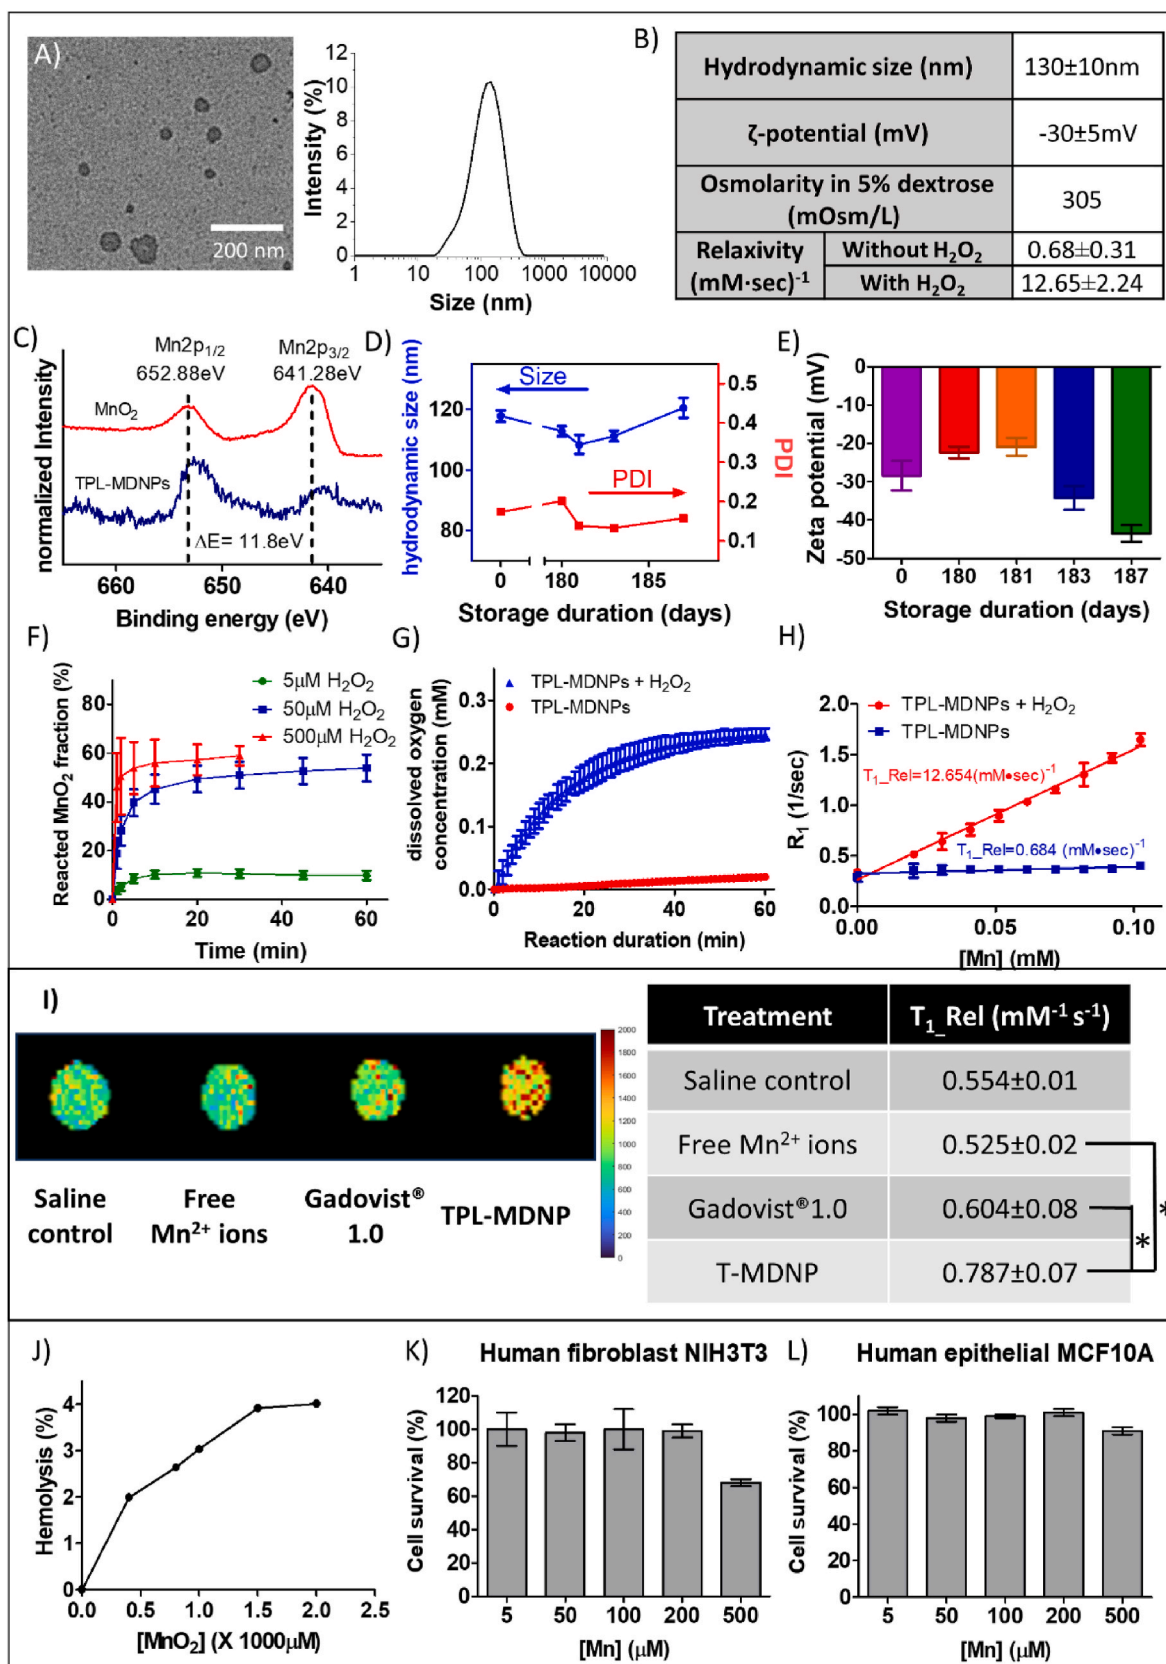 A)
200 nm
Intensity (%)
12
10
8
6
4
2
0
1 10 100 1000 10000
Size (nm)
B)
Hydrodynamic size (nm) 130±10nm
ζ-potential (mV) -30±5mV
Osmolarity in 5% dextrose (mOsm/L) 305
Relaxivity (mM·sec)⁻¹
Without H₂O₂ 0.68±0.31
With H₂O₂ 12.65±2.24
C)
normalized Intensity
Mn2p₁/₂
652.88eV
Mn2p₃/₂
641.28eV
MnO₂
TPL-MDNPs
ΔE= 11.8eV
660 650 640
Binding energy (eV)
D)
hydrodynamic size (nm)
120
100
80
Size
PDI
0.5
0.4
0.3
0.2
0.1
PDI
0 180 185
Storage duration (days)
E)
Zeta potential (mV)
0
-10
-20
-30
-40
-50
0 180 181 183 187
Storage duration (days)
F)
Reacted MnO₂ fraction (%)
80
60
40
20
0
5μM H₂O₂
50μM H₂O₂
500μM H₂O₂
0 20 40 60
Time (min)
G)
dissolved oxygen
concentration (mM)
0.3
0.2
0.1
0.0
TPL-MDNPs + H₂O₂
TPL-MDNPs
0 20 40 60
Reaction duration (min)
H)
R₁ (1/sec)
2.0
1.5
1.0
0.5
0.0
TPL-MDNPs + H₂O₂
TPL-MDNPs
T₁_Rel=12.654(mM•sec)⁻¹
T₁_Rel=0.684 (mM•sec)⁻¹
0.00 0.05 0.10
[Mn] (mM)
I)
2000
1800
1600
1400
1200
1000
800
600
400
200
0
Saline
control
Free
Mn²⁺ ions
Gadovist®
1.0
TPL-MDNP
Treatment T₁_Rel (mM⁻¹ s⁻¹)
Saline control 0.554±0.01
Free Mn²⁺ ions 0.525±0.02
Gadovist®1.0 0.604±0.08
T-MDNP 0.787±0.07
*
*
J)
Hemolysis (%)
4
3
2
1
0
0.0 0.5 1.0 1.5 2.0 2.5
[MnO₂] (X 1000μM)
K)
Human fibroblast NIH3T3
Cell survival (%)
120
100
80
60
40
20
0
5 50 100 200 500
[Mn] (μM)
L)
Human epithelial MCF10A
Cell survival (%)
100
80
60
40
20
0
5 50 100 200 500
[Mn] (μM)